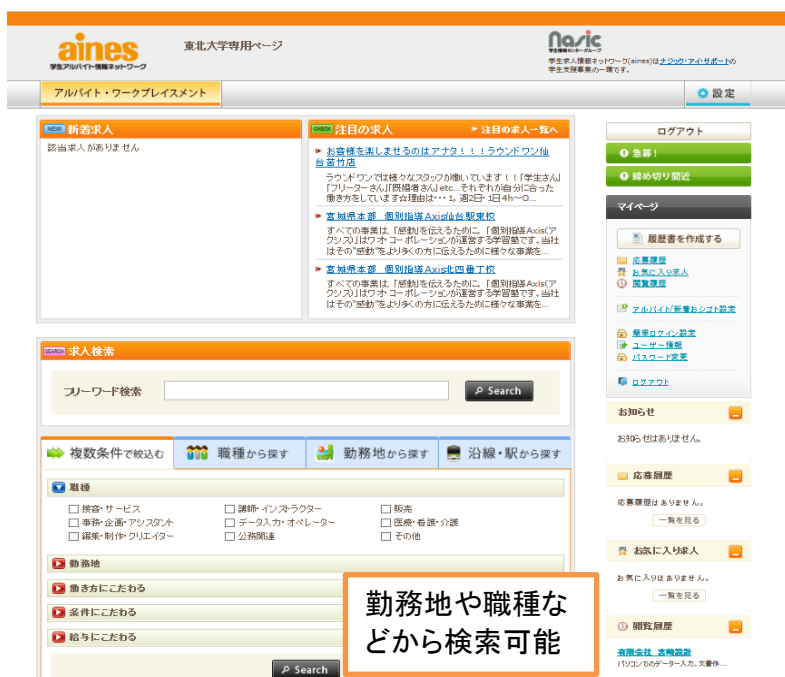 aines
学生アルバイト情報ネットワーク
東北大学専用ページ
nasic
学生情報センターグループ
学生求人情報ネットワーク(aines)はナジック・アイ・サポートの
学生支援事業の一環です。
アルバイト・ワークプレイスメント
設定
NEW 新着求人
該当求人がありません
CHECK 注目の求人
注目の求人一覧へ
お客様を楽しませるのはアナタ！！！ラウンドワン仙
台苦竹店
ラウンドワンでは様々なスタッフが働いています！！「学生さん」
「フリーターさん」「既婚者さん」etc…それぞれが自分に合った
働き方をしています☆理由は・・・1。週2日・1日4h～O...
宮城県本部 個別指導Axis仙台駅東校
すべての事業は、「感動」を伝えるために。「個別指導Axis(ア
クシス)」はワオ・コーポレーションが運営する学習塾です。当社
はその"感動"をより多くの方に伝えるために様々な事業を...
宮城県本部 個別指導Axis北四番丁校
すべての事業は、「感動」を伝えるために。「個別指導Axis(ア
クシス)」はワオ・コーポレーションが運営する学習塾です。当社
はその"感動"をより多くの方に伝えるために様々な事業を...
SEARCH 求人検索
フリーワード検索
Search
複数条件で絞込む
職種から探す
勤務地から探す
沿線・駅から探す
職種
接客・サービス
講師・インストラクター
販売
事務・企画・アシスタント
データ入力・オペレーター
医療・看護・介護
編集・制作・クリエイター
公務関連
その他
勤務地
働き方にこだわる
条件にこだわる
給与にこだわる
Search
勤務地や職種な
どから検索可能
ログアウト
急募！
締め切り間近
マイページ
履歴書を作成する
応募履歴
お気に入り求人
閲覧履歴
アルバイト/新着おシゴト設定
簡単ログイン設定
ユーザー情報
パスワード変更
ログアウト
お知らせ
お知らせはありません。
応募履歴
応募履歴はありません。
一覧を見る
お気に入り求人
お気に入りはありません。
一覧を見る
閲覧履歴
有限会社 宮崎設計
パソコンでのデーター入力、文書作...